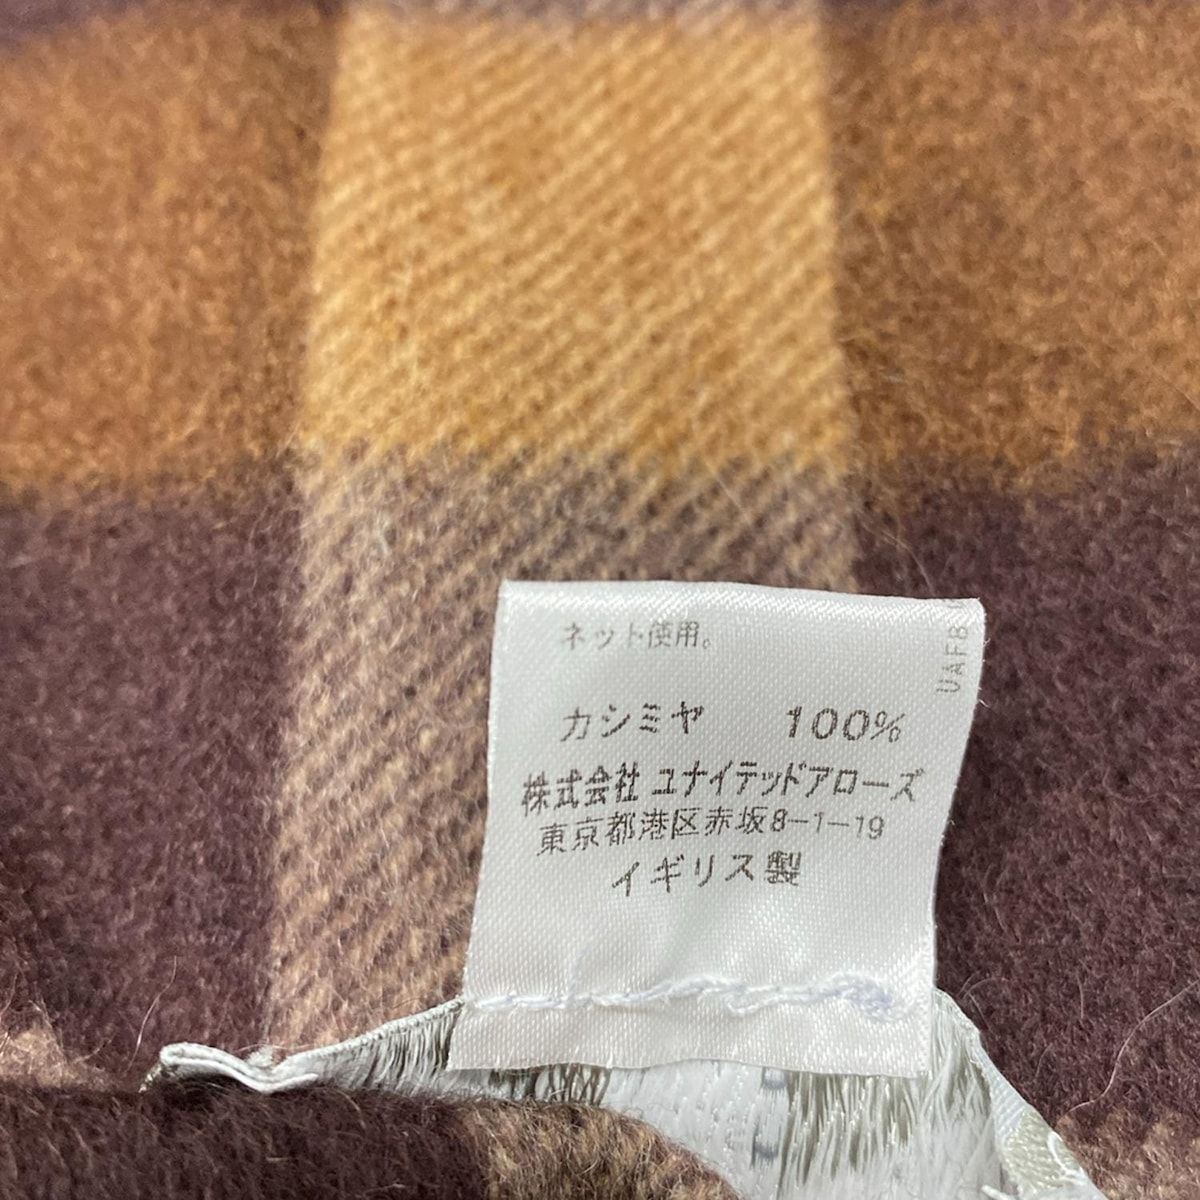 ネット使用。
カシミヤ 100%
株式会社 ユナイテッドアローズ
東京都港区赤坂8-1-19
イギリス製
UAF8